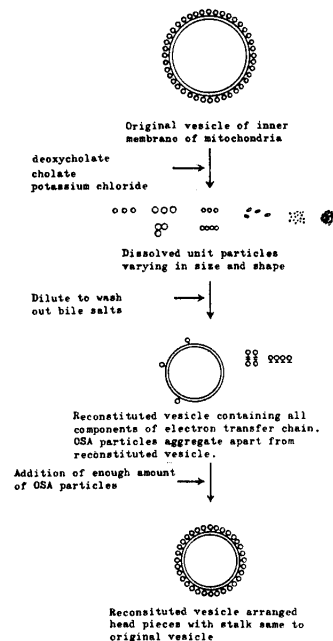 Original vesicle of inner
membrane of mitochondria
deoxycholate
cholate
potassium chloride
Dissolved unit particles
varying in size and shape
Dilute to wash
out bile salts
Reconstituted vesicle containing all
components of electron transfer chain.
OSA particles aggregate apart from
reconstituted vesicle.
Addition of enough amount
of OSA particles
Reconsituted vesicle arranged
head pieces with stalk same to
original vesicle